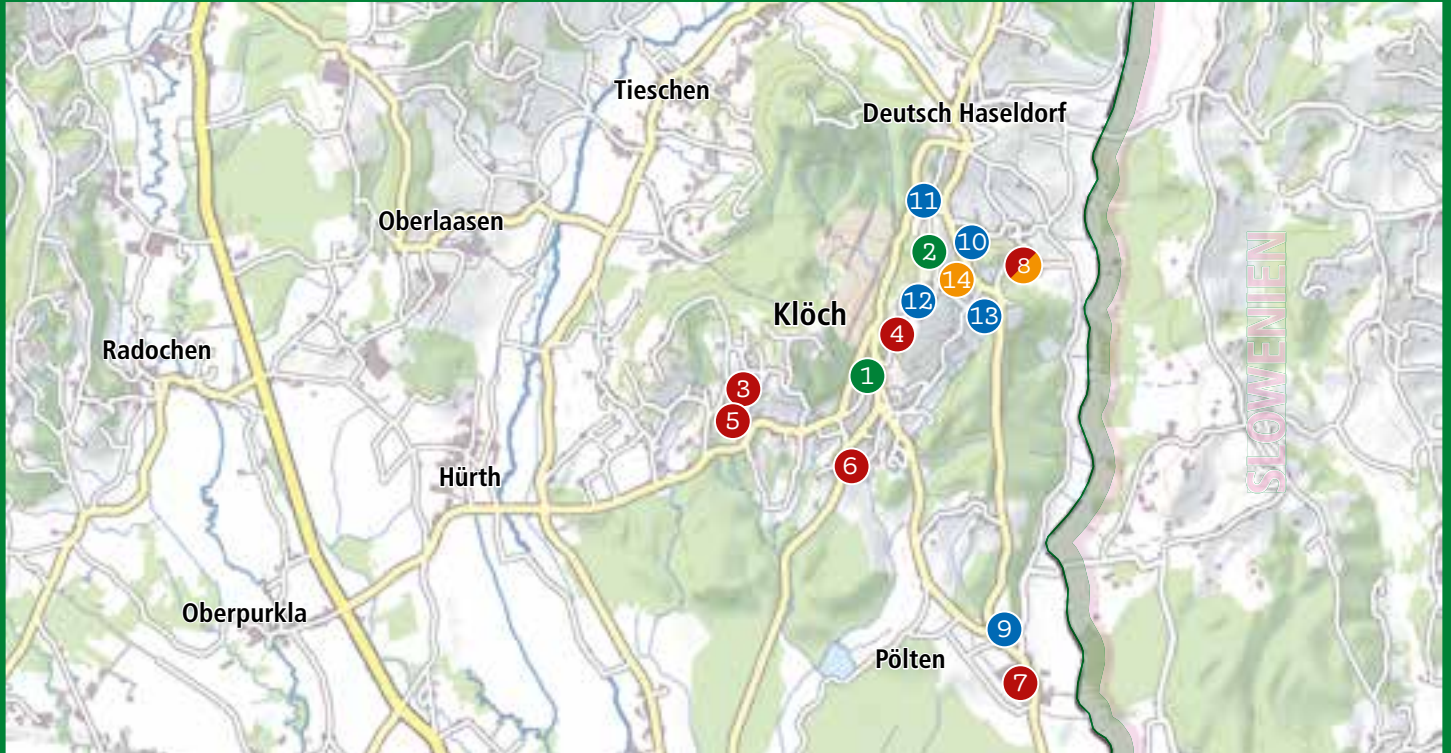 Tieschen
Deutsch Haseldorf
11
Oberlaasen
10
2
8
14
SLOWENIEN
12
Klöch
13
4
Radochen
1
3
5
6
Hürth
Oberpurkla
9
Pölten
7